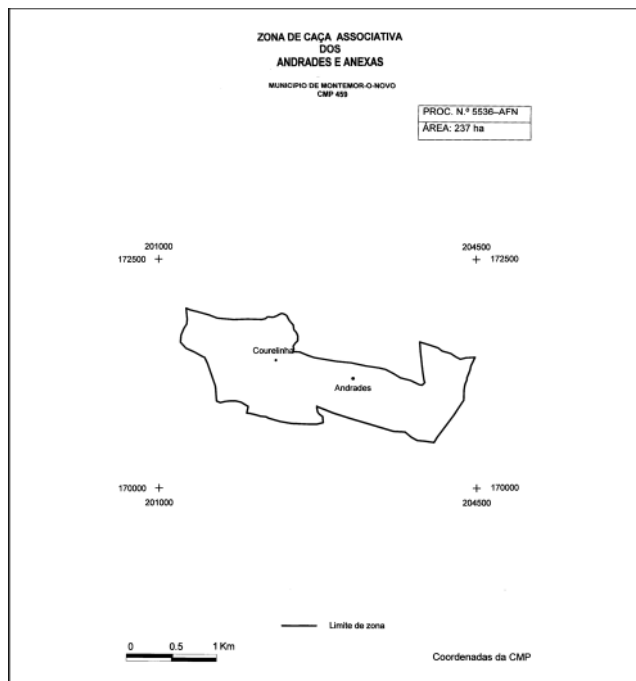 ZONA DE CAÇA ASSOCIATIVA
DOS
ANDRADES E ANEXAS
MUNICIPIO DE MONTEMOR-O-NOVO
CMP 459
PROC. N.º 5536–AFN
ÁREA: 237 ha
201000
204500
172500
172500
Courelinha
Andrades
170000
170000
201000
204500
Limite de zona
0 0.5 1 Km
Coordenadas da CMP